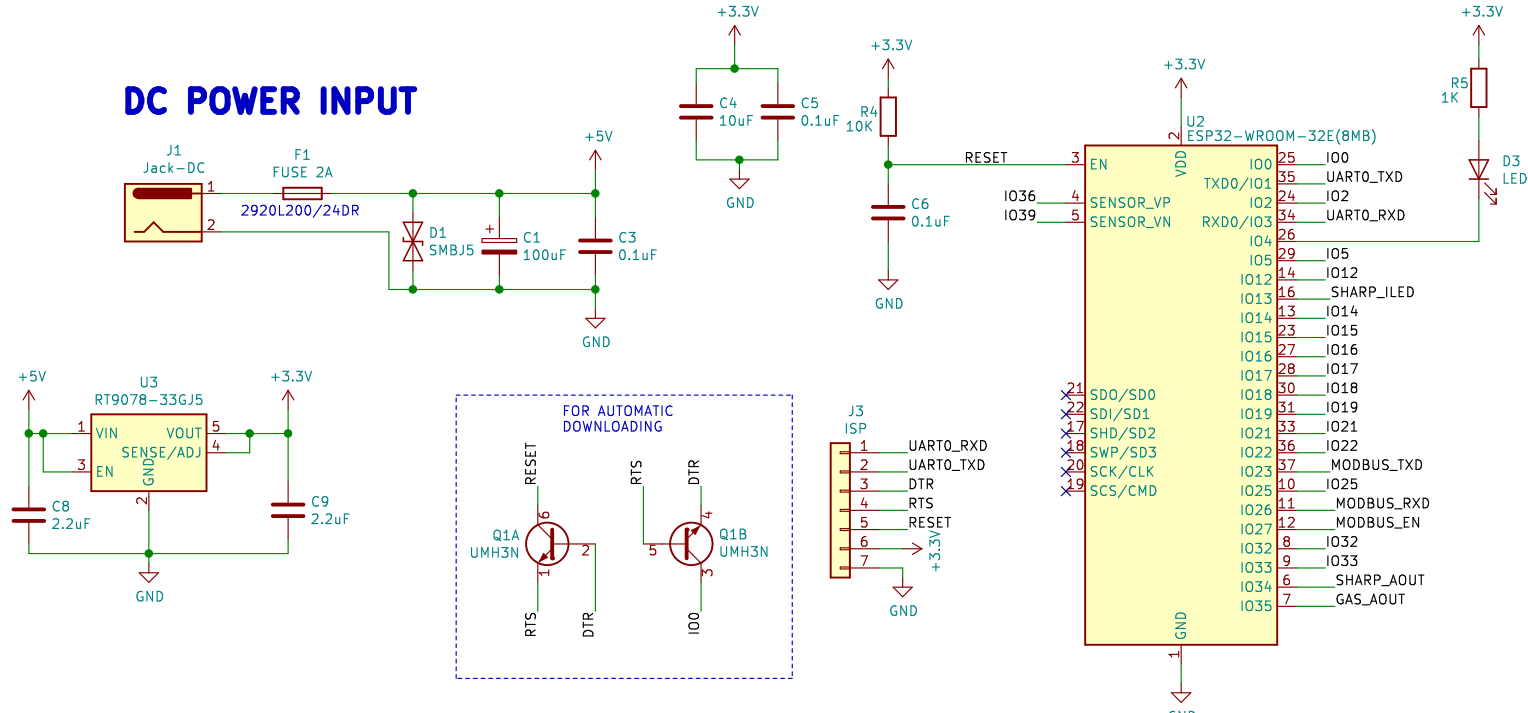 DC POWER INPUT
J1
Jack-DC
1
2
F1
FUSE 2A
2920L200/24DR
D1
SMBJ5
+
C1
100uF
+5V
C3
0.1uF
GND
+3.3V
C4
10uF
C5
0.1uF
GND
+3.3V
R4
10K
RESET
C6
0.1uF
GND
+5V
U3
RT9078-33GJ5
+3.3V
1 VIN
VOUT 5
SENSE/ADJ 4
3 EN
GND
2
C8
2.2uF
C9
2.2uF
GND
FOR AUTOMATIC
DOWNLOADING
RESET
6
Q1A
UMH3N
2
1
RTS
DTR
RTS
DTR
4
5
Q1B
UMH3N
3
IO0
J3
ISP
1 UART0_RXD
2 UART0_TXD
3 DTR
4 RTS
5 RESET
6 +3.3V
7
GND
+3.3V
U2
ESP32-WROOM-32E(8MB)
2
VDD
3 EN
IO36 4 SENSOR_VP
IO39 5 SENSOR_VN
21 SDO/SD0
22 SDI/SD1
17 SHD/SD2
18 SWP/SD3
20 SCK/CLK
19 SCS/CMD
IO0 25 IO0
TXD0/IO1 35 UART0_TXD
IO2 24 IO2
RXD0/IO3 34 UART0_RXD
IO4 26
IO5 29 IO5
IO12 14 IO12
IO13 16 SHARP_ILED
IO14 13 IO14
IO15 23 IO15
IO16 27 IO16
IO17 28 IO17
IO18 30 IO18
IO19 31 IO19
IO21 33 IO21
IO22 36 IO22
IO23 37 MODBUS_TXD
IO25 10 IO25
IO26 11 MODBUS_RXD
IO27 12 MODBUS_EN
IO32 8 IO32
IO33 9 IO33
IO34 6 SHARP_AOUT
IO35 7 GAS_AOUT
GND
1
GND
+3.3V
R5
1K
D3
LED